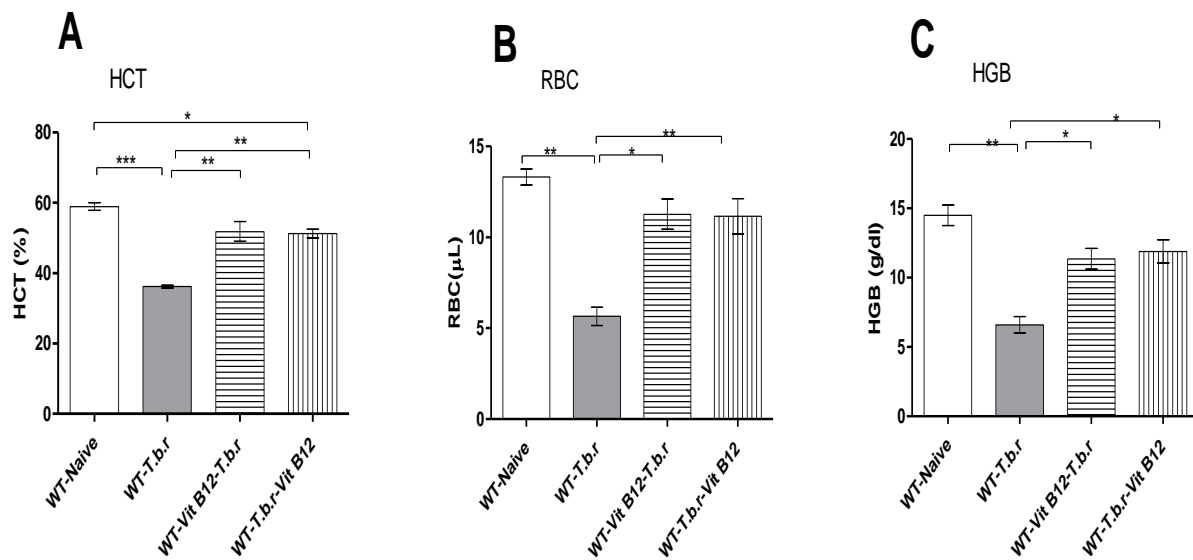 A
HCT
*
***
**
**
HCT (%)
80
60
40
20
0
WT-Naive
WT-T.b.r
WT-Vit B12-T.b.r
WT-T.b.r-Vit B12
B
RBC
**
*
**
RBC(µL)
15
10
5
0
WT-Naive
WT-T.b.r
WT-Vit B12-T.b.r
WT-T.b.r-Vit B12
C
HGB
**
*
*
HGB (g/dl)
20
15
10
5
0
WT-Naive
WT-T.b.r
WT-Vit B12-T.b.r
WT-T.b.r-Vit B12